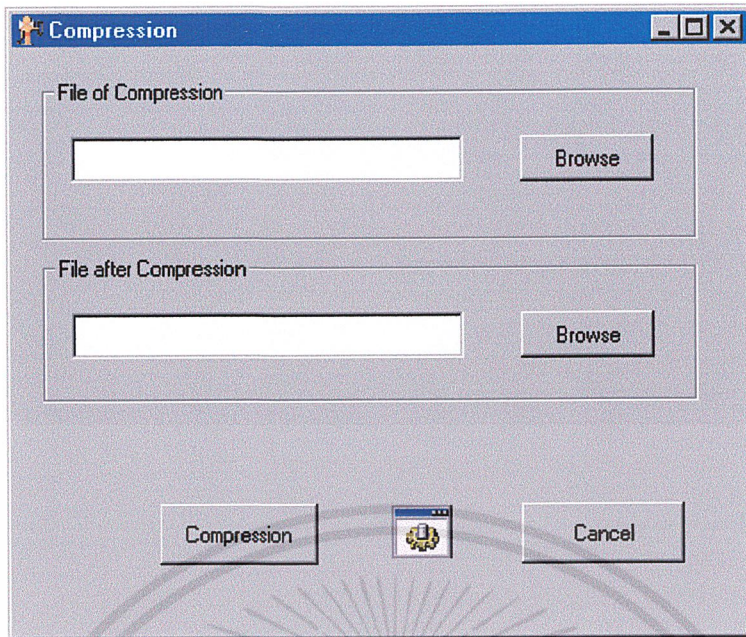 Compression
File of Compression
Browse
File after Compression
Browse
Compression
Cancel